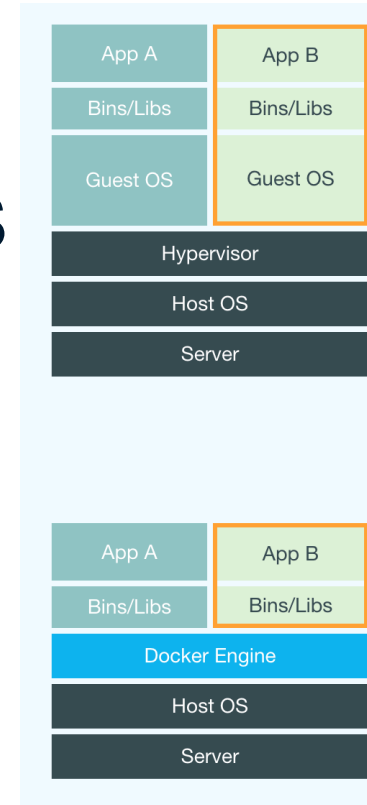 App A App B
Bins/Libs Bins/Libs
Guest OS Guest OS
Hypervisor
Host OS
Server
App A App B
Bins/Libs Bins/Libs
Docker Engine
Host OS
Server